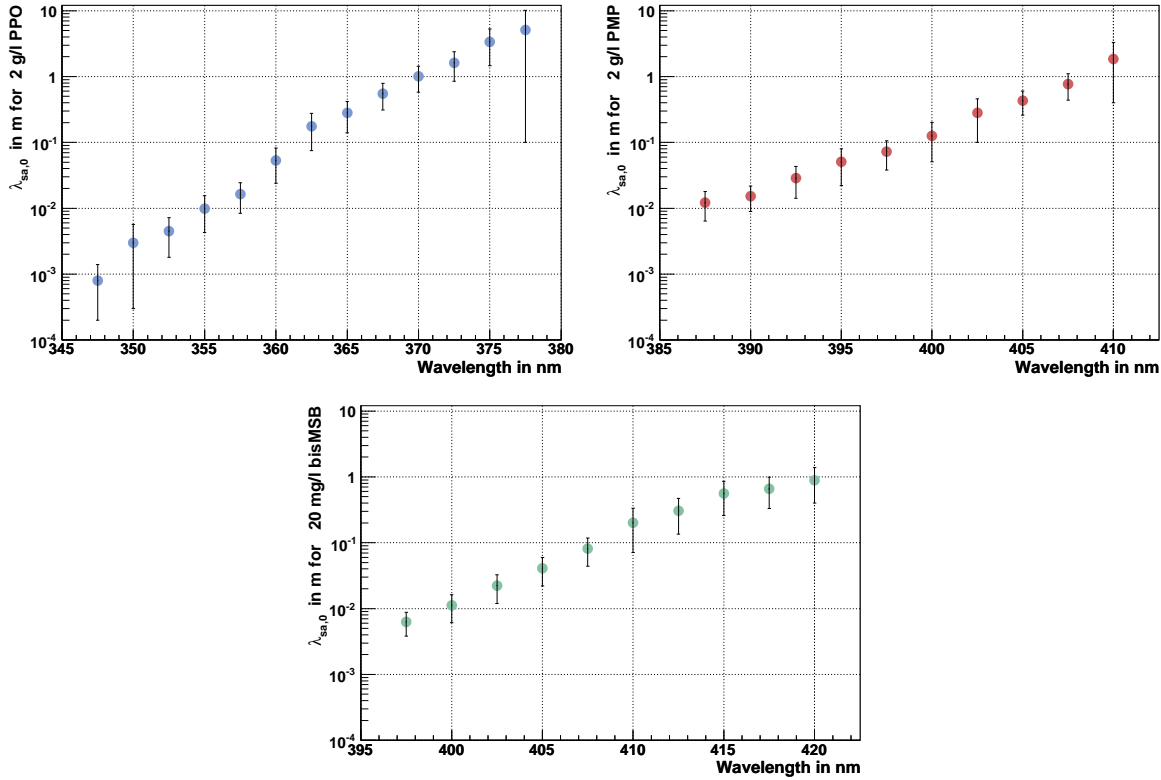 λsa,0 in m for 2 g/l PPO
10
1
10-1
10-2
10-3
10-4
345 350 355 360 365 370 375 380
Wavelength in nm
λsa,0 in m for 2 g/l PMP
10
1
10-1
10-2
10-3
10-4
385 390 395 400 405 410
Wavelength in nm
λsa,0 in m for 20 mg/l bisMSB
10
1
10-1
10-2
10-3
10-4
395 400 405 410 415 420
Wavelength in nm